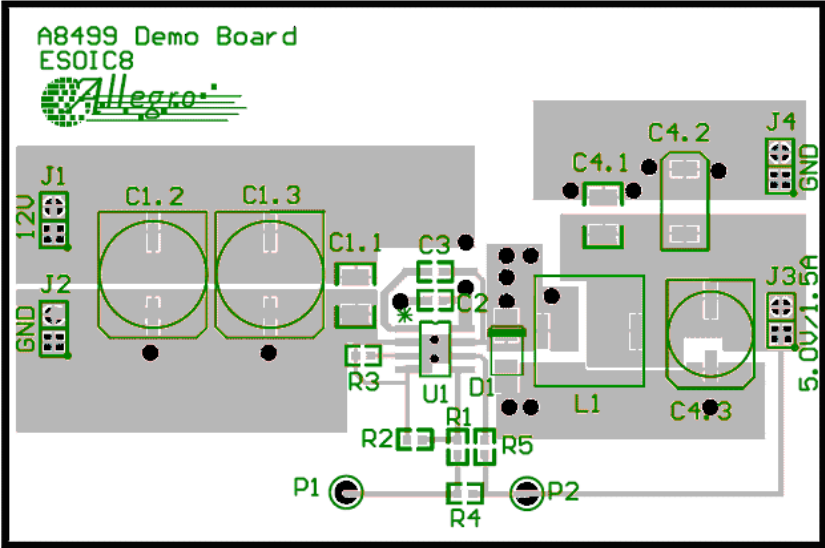 A8499 Demo Board
ESOIC8
Allegro
J4
C4.2
GND
C4.1
J1
12V
C1.2
C1.3
C1.1
C3
J2
GND
C2
*
J3
5.0V/1.5A
R3
U1
D1
L1
C4.3
R1
R2
R5
P1
P2
R4